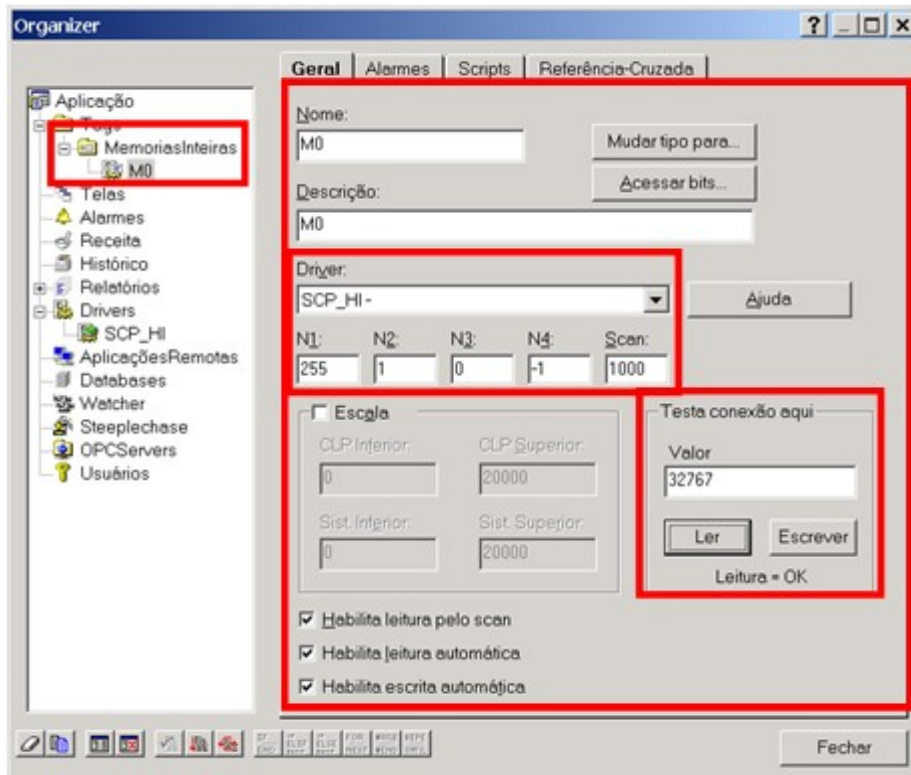 Organizer
Geral Alarmes Scripts Referência-Cruzada
Aplicação
Tags
MemoriasInteiras
M0
Telas
Alarmes
Receita
Histórico
Relatórios
Drivers
SCP_HI
AplicaçõesRemotas
Databases
Watcher
Steeplechase
OPCServers
Usuários
Nome:
M0
Mudar tipo para...
Acessar bits...
Descrição:
M0
Driver:
SCP_HI -
Ajuda
N1: N2: N3: N4: Scan:
255 1 0 -1 1000
Escala
CLP Inferior: CLP Superior:
0 20000
Sist. Inferior: Sist. Superior:
0 20000
Testa conexão aqui
Valor
32767
Ler Escrever
Leitura = OK
Habilita leitura pelo scan
Habilita leitura automática
Habilita escrita automática
Fechar